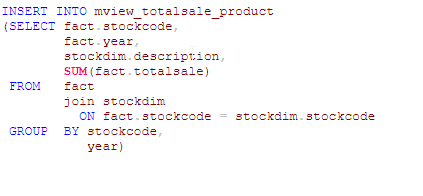 INSERT INTO mview_totalsale_product
(SELECT fact.stockcode,
fact.year,
stockdim.description,
SUM(fact.totalsale)
FROM fact
join stockdim
ON fact.stockcode = stockdim.stockcode
GROUP BY stockcode,
year)